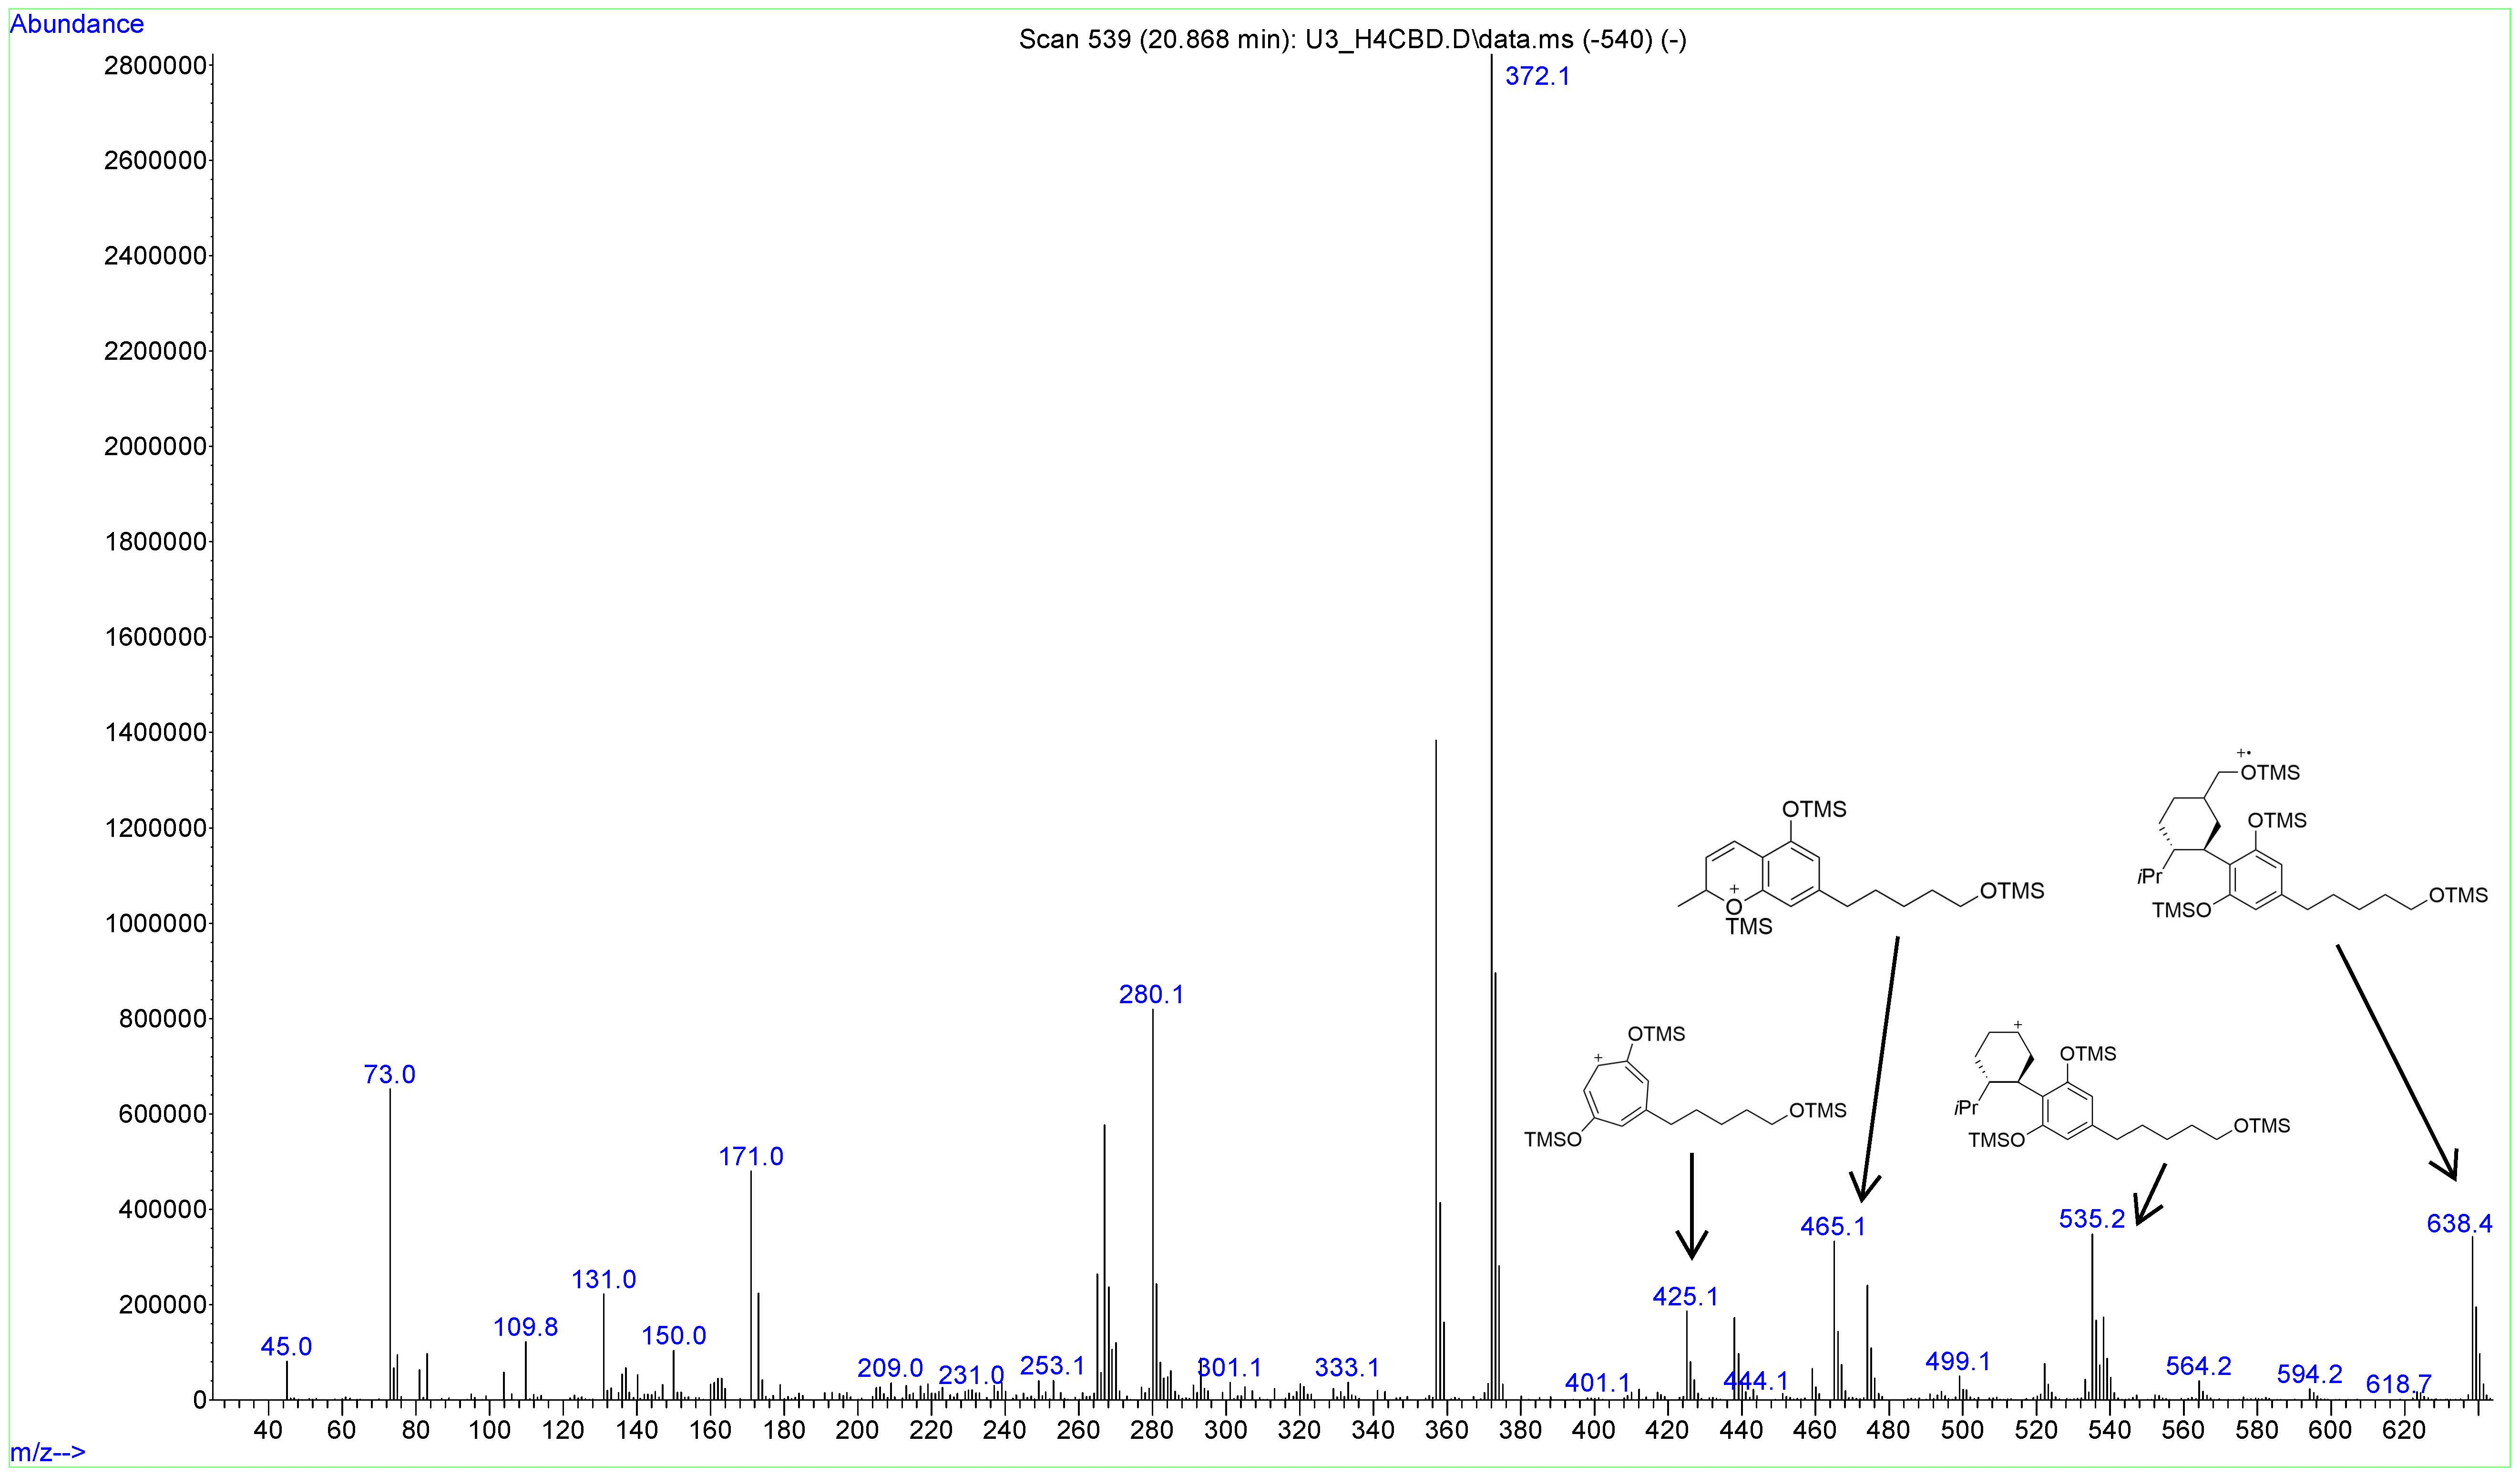 Abundance
Scan 539 (20.868 min): U3_H4CBD.D\data.ms (-540) (-)
2800000
372.1
2600000
2400000
2200000
2000000
1800000
1600000
1400000
+•
OTMS
1200000
OTMS
OTMS
iPr
+
O
TMS
OTMS
TMSO
OTMS
1000000
280.1
800000
+
OTMS
+
OTMS
73.0
iPr
OTMS
TMSO
OTMS
TMSO
OTMS
600000
171.0
400000
465.1
535.2
638.4
131.0
425.1
200000
45.0
109.8
150.0
209.0
231.0
253.1
301.1
333.1
401.1
444.1
499.1
564.2
594.2
618.7
0
40 60 80 100 120 140 160 180 200 220 240 260 280 300 320 340 360 380 400 420 440 460 480 500 520 540 560 580 600 620
m/z-->